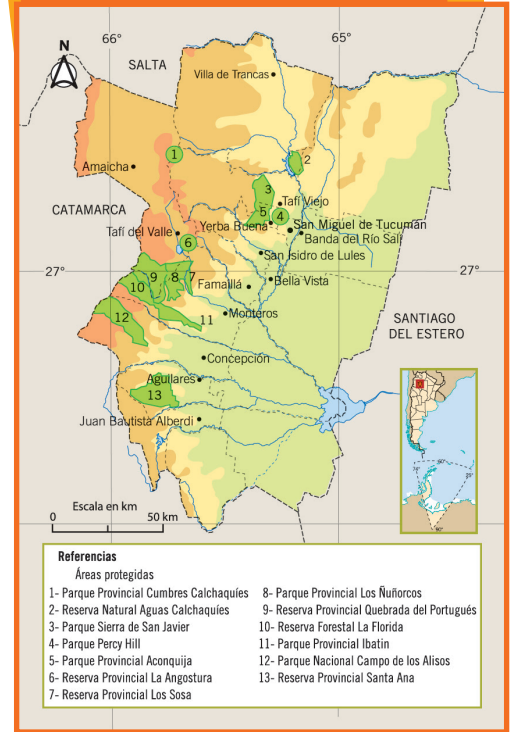 66°
65°
N
SALTA
Villa de Trancas
1
2
Amaicha
3
Tafí Viejo
CATAMARCA
5
4
Yerba Buena
San Miguel de Tucumán
Tafí del Valle
6
Banda del Río Salí
San Isidro de Lules
27°
27°
9
8
7
10
Famaillá
Bella Vista
12
11
Monteros
SANTIAGO
DEL ESTERO
Concepción
Aguilares
13
Juan Bautista Alberdi
Escala en km
0
50 km
Referencias
Áreas protegidas
1- Parque Provincial Cumbres Calchaquíes
2- Reserva Natural Aguas Calchaquíes
3- Parque Sierra de San Javier
4- Parque Percy Hill
5- Parque Provincial Aconquija
6- Reserva Provincial La Angostura
7- Reserva Provincial Los Sosa
8- Parque Provincial Los Ñuñorcos
9- Reserva Provincial Quebrada del Portugués
10- Reserva Forestal La Florida
11- Parque Provincial Ibatin
12- Parque Nacional Campo de los Alisos
13- Reserva Provincial Santa Ana